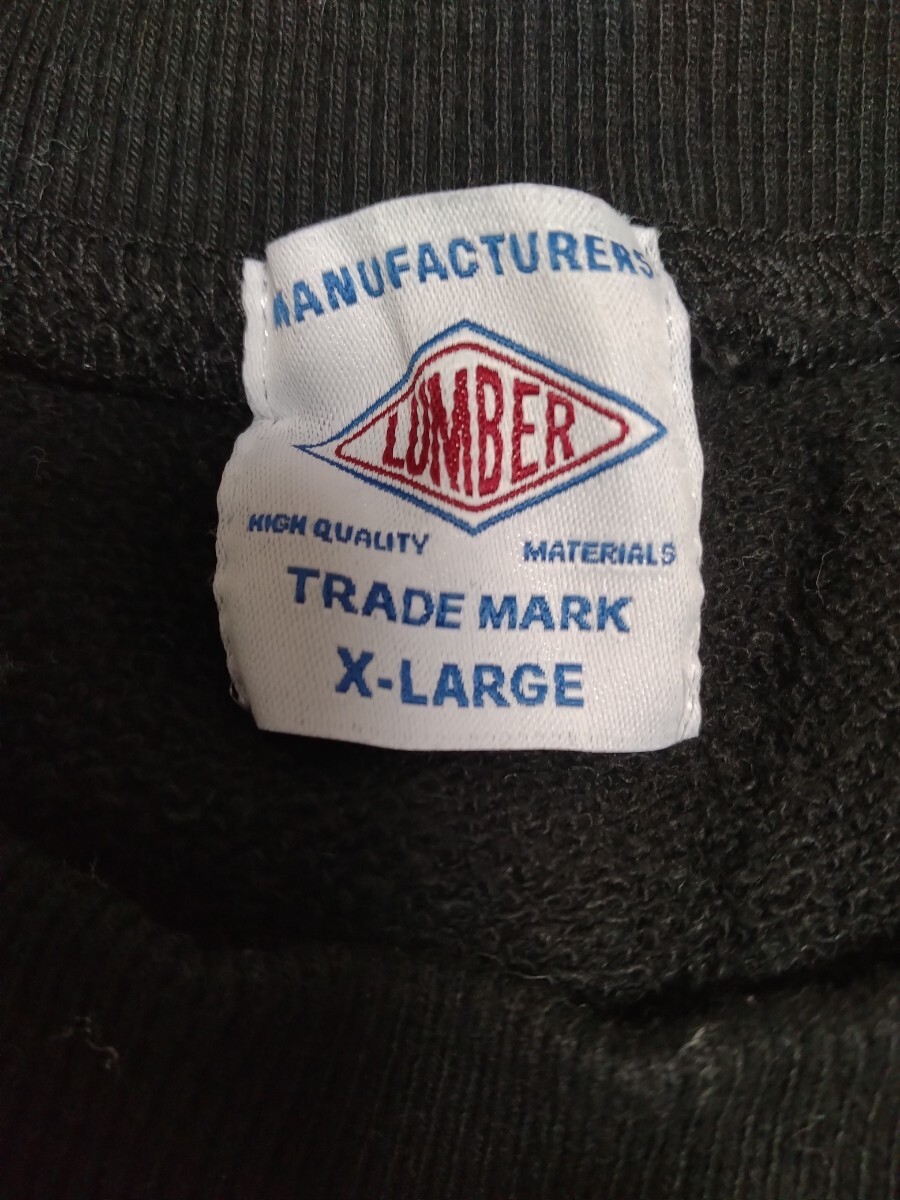 MANUFACTURERS
LUMBER
HIGH QUALITY MATERIALS
TRADE MARK
X-LARGE